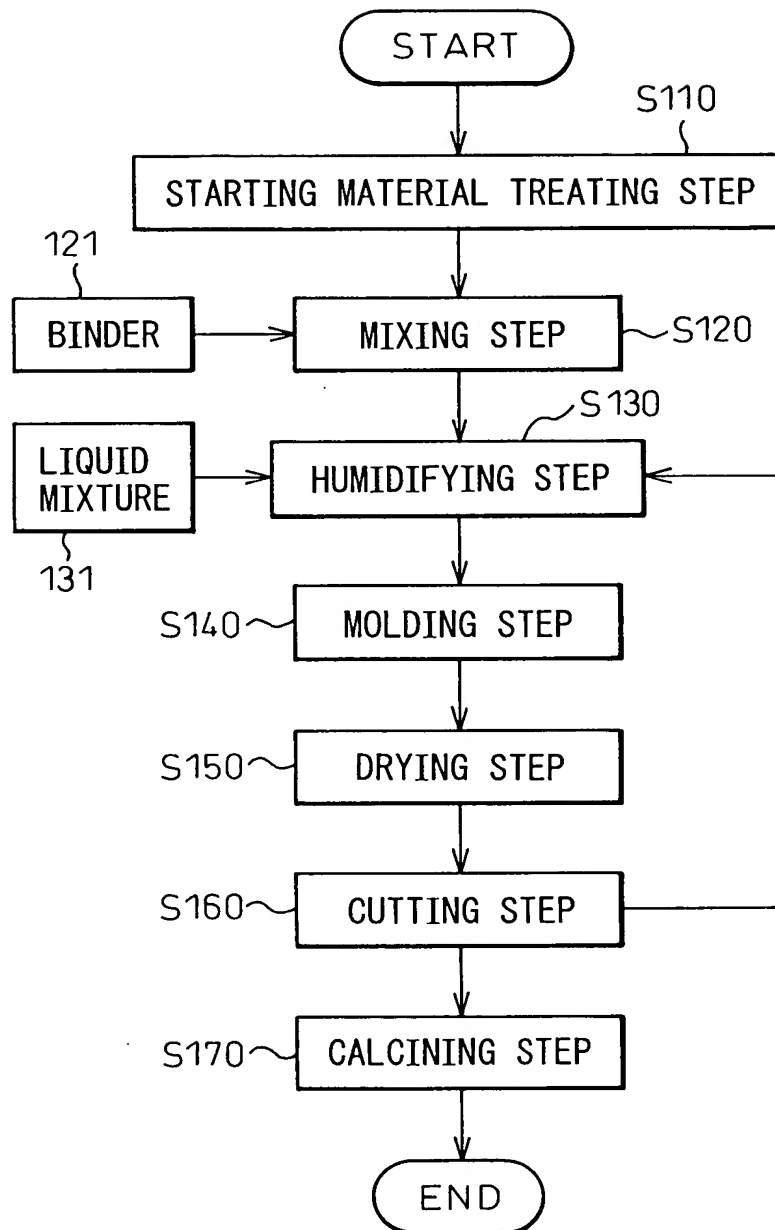 START
S110
STARTING MATERIAL TREATING STEP
121
BINDER
MIXING STEP
S120
S130
LIQUID
MIXTURE
HUMIDIFYING STEP
131
S140
MOLDING STEP
S150
DRYING STEP
S160
CUTTING STEP
S170
CALCINING STEP
END